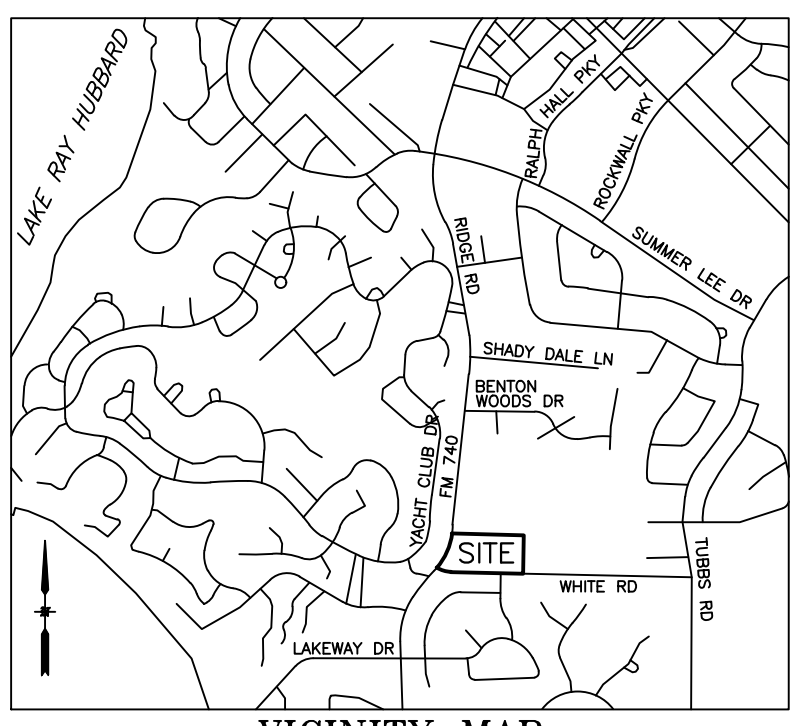 LAKE RAY HUBBARD
RALPH HALL PKY
ROCKWALL PKY
RIDGE RD
SUMMER LEE DR
SHADY DALE LN
BENTON
WOODS DR
YACHT CLUB DR
FM 740
SITE
WHITE RD
TUBBS RD
LAKEWAY DR
VICINITY MAP